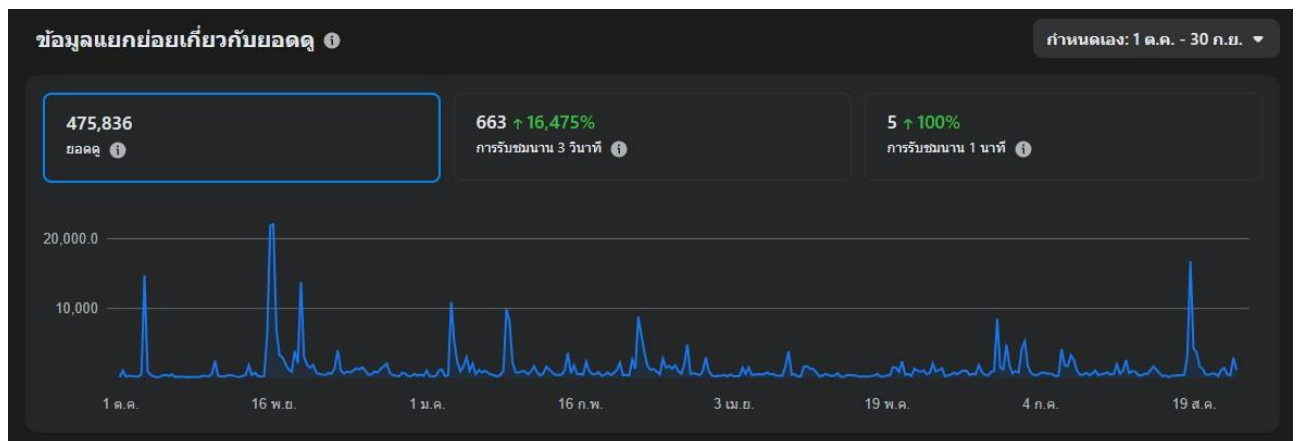 ข้อมูลแยกย่อยเกี่ยวกับยอดดู
กำหนดเอง: 1 ต.ค. - 30 ก.ย.
475,836
ยอดดู
663 ↑ 16,475%
การรับชมนาน 3 วินาที
5 ↑ 100%
การรับชมนาน 1 นาที
20,000.0
10,000
1 ต.ค. 16 พ.ย. 1 ม.ค. 16 ก.พ. 3 เม.ย. 19 พ.ค. 4 ก.ค. 19 ส.ค.